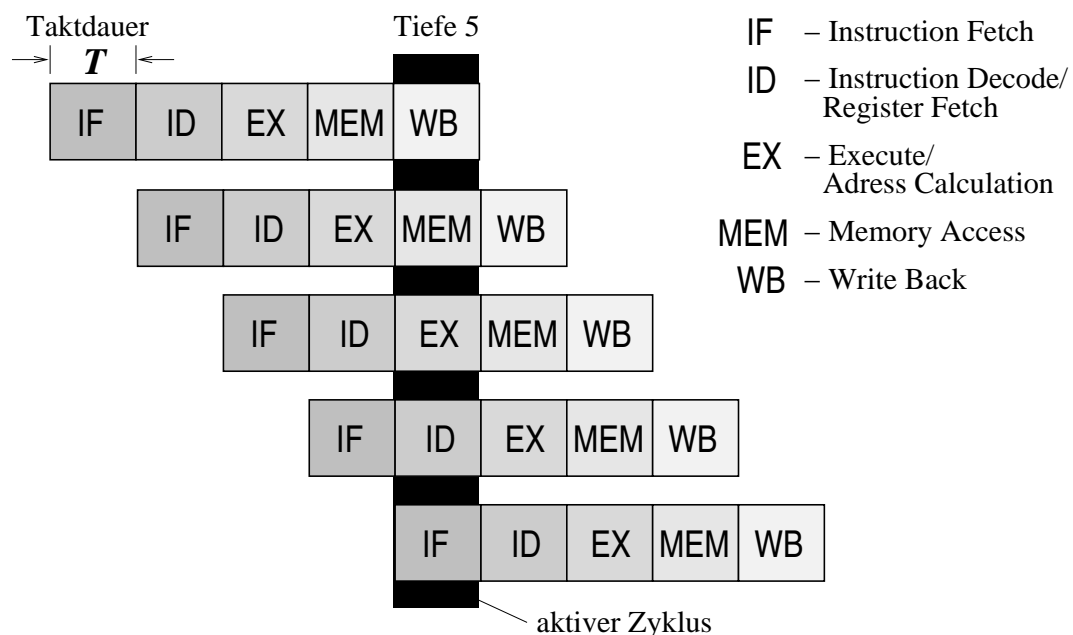 Taktdauer
T
Tiefe 5
IF ID EX MEM WB
IF ID EX MEM WB
IF ID EX MEM WB
IF ID EX MEM WB
IF ID EX MEM WB
aktiver Zyklus
IF – Instruction Fetch
ID – Instruction Decode/
Register Fetch
EX – Execute/
Adress Calculation
MEM – Memory Access
WB – Write Back